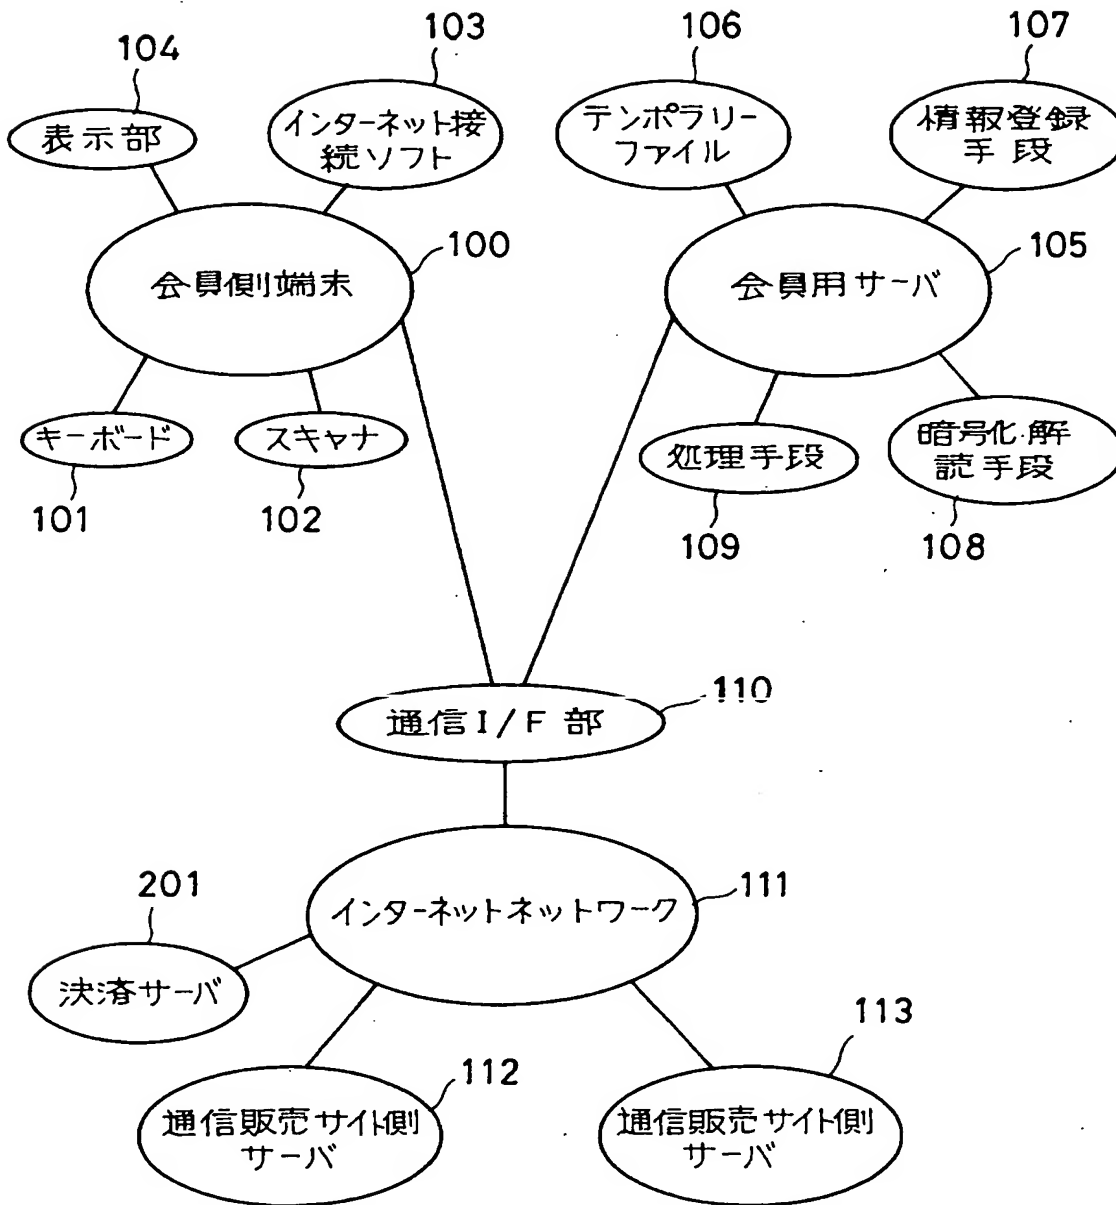 104
103
106
107
表示部
インターネット接
続ソフト
テンポラリー
ファイル
情報登録
手段
100
105
会員側端末
会員用サーバ
キーボード
スキャナ
処理手段
暗号化・解
読手段
101
102
109
108
110
通信I/F部
201
111
インターネットネットワーク
決済サーバ
112
113
通信販売サイト側
サーバ
通信販売サイト側
サーバ